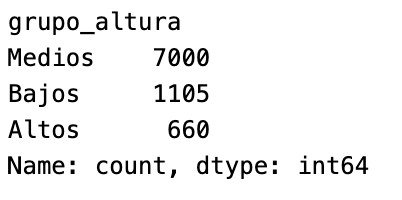 grupo_altura
Medios    7000
Bajos     1105
Altos      660
Name: count, dtype: int64